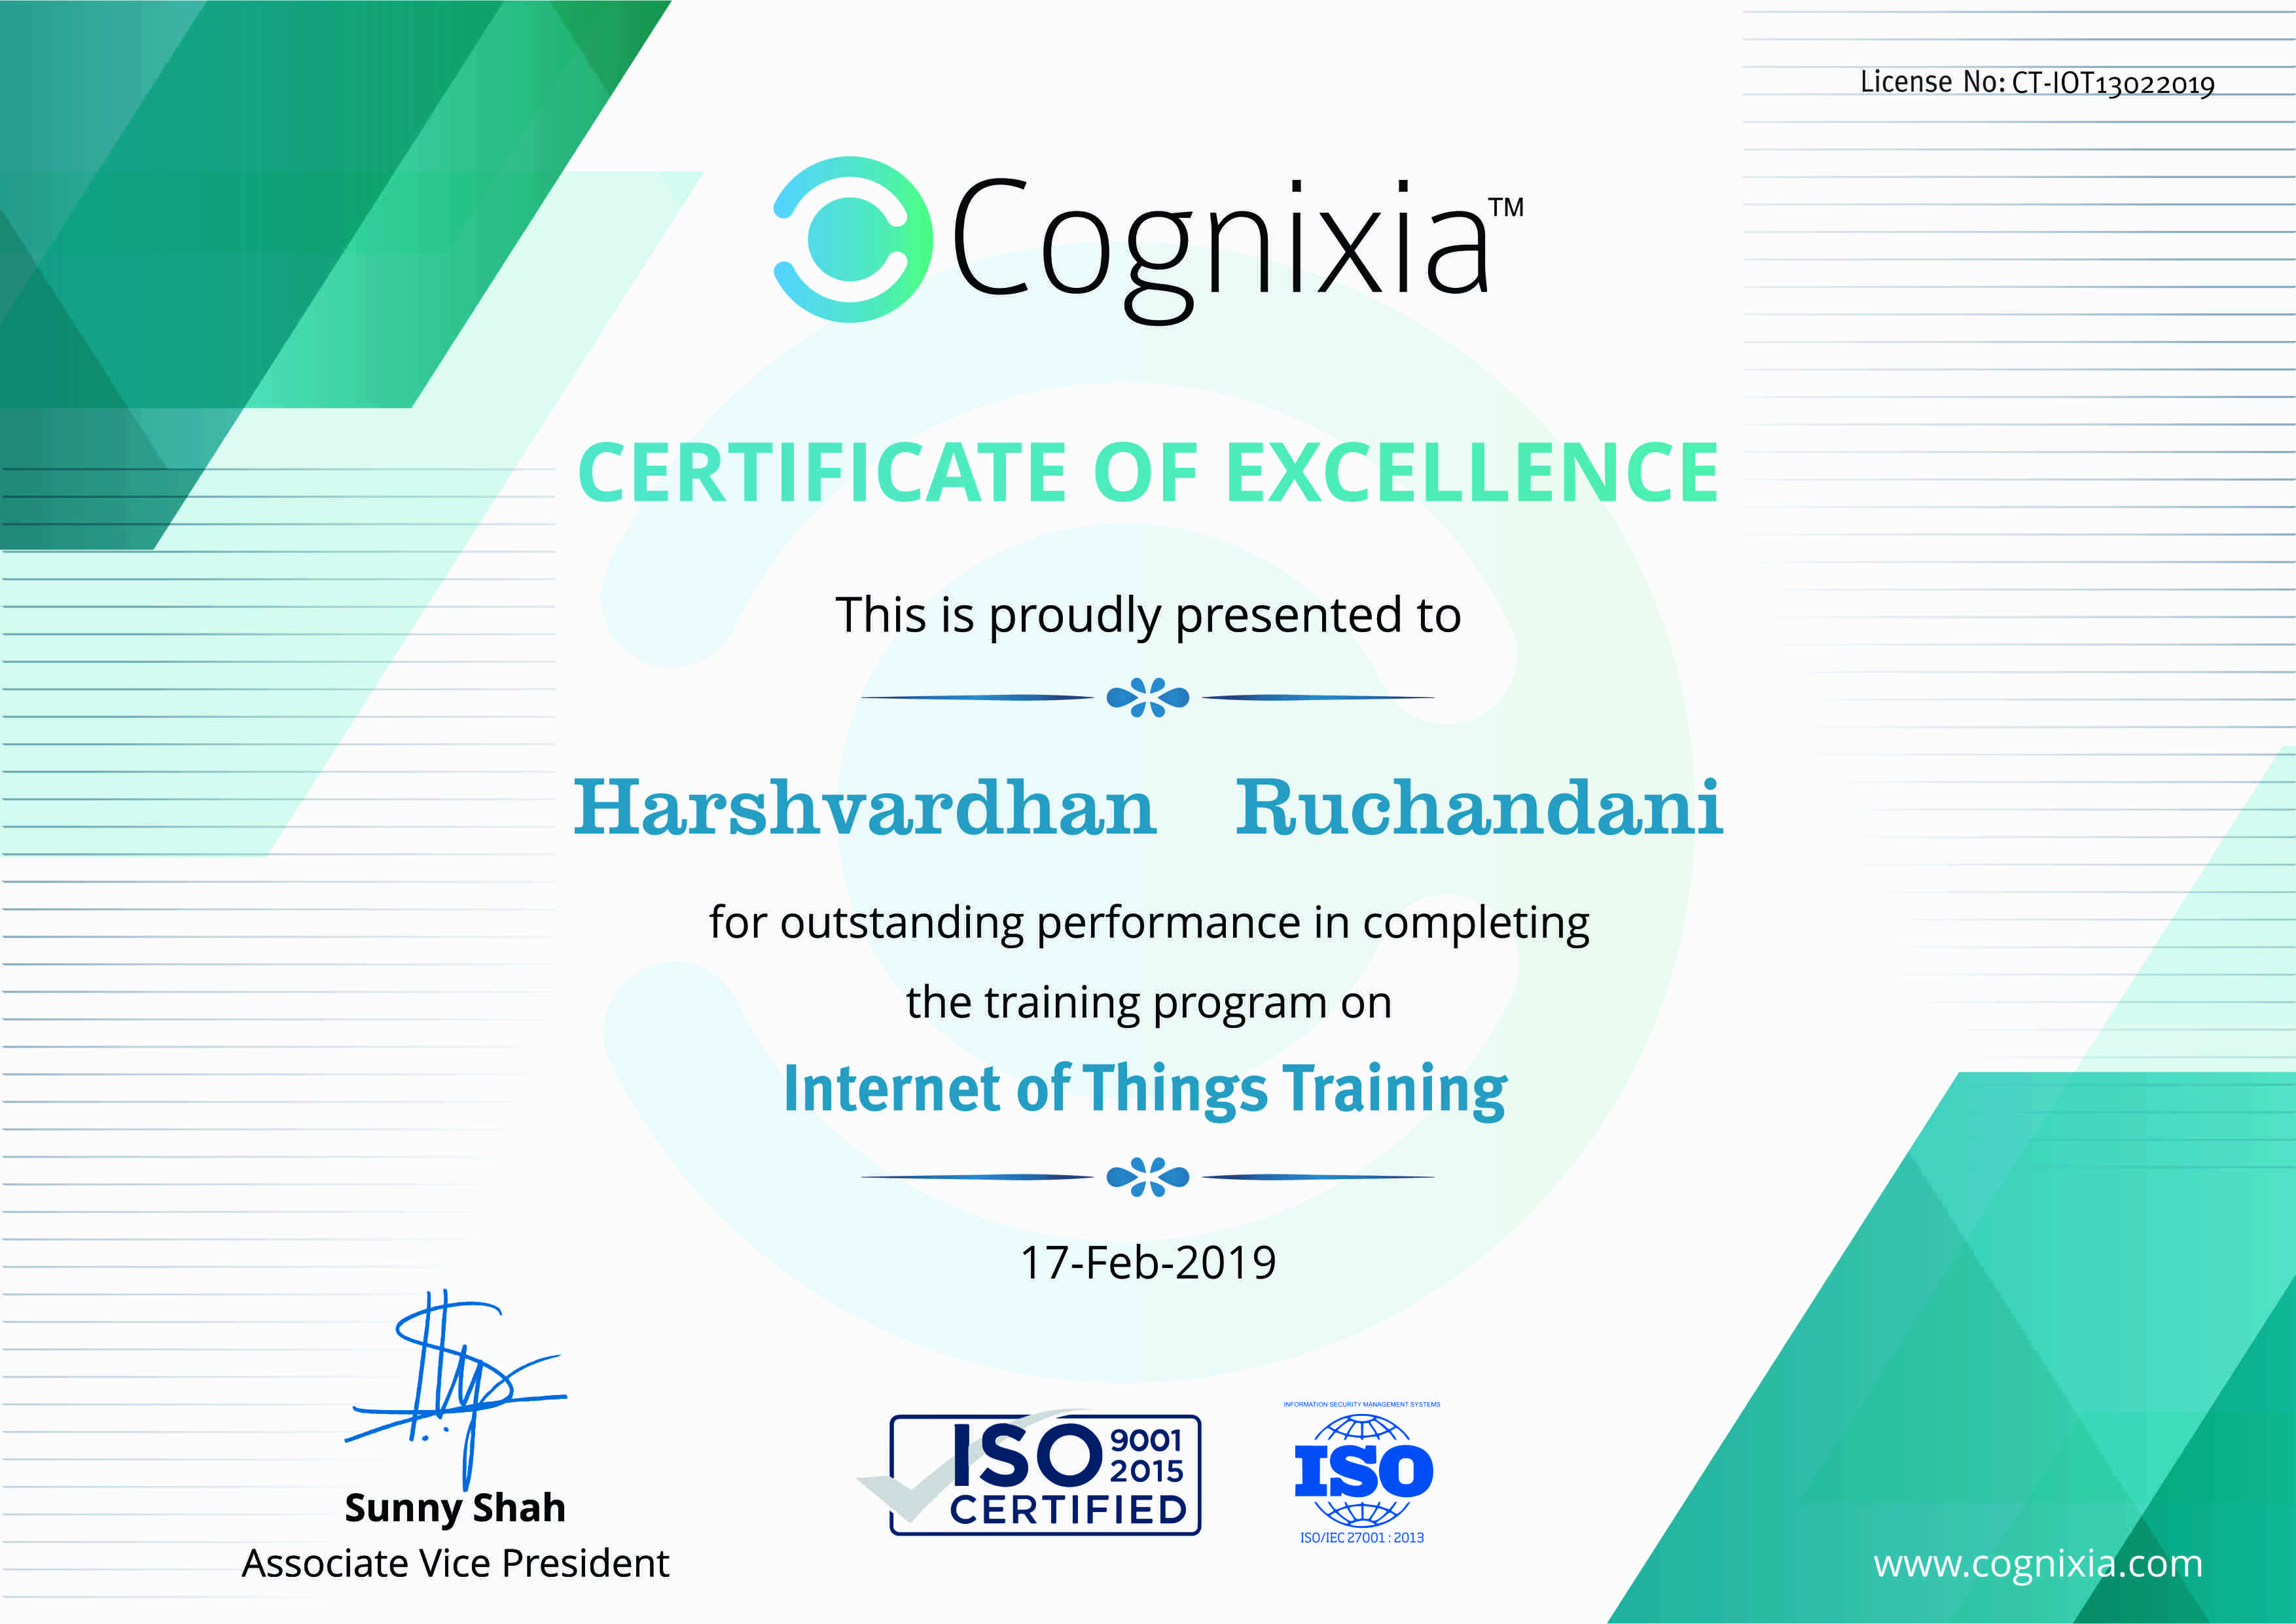 License No: CT-IOT13022019
Cognixia™
CERTIFICATE OF EXCELLENCE
This is proudly presented to
Harshvardhan Ruchandani
for outstanding performance in completing
the training program on
Internet of Things Training
17-Feb-2019
Sunny Shah
Associate Vice President
ISO 9001 2015
CERTIFIED
INFORMATION SECURITY MANAGEMENT SYSTEMS
ISO
ISO/IEC 27001 : 2013
www.cognixia.com